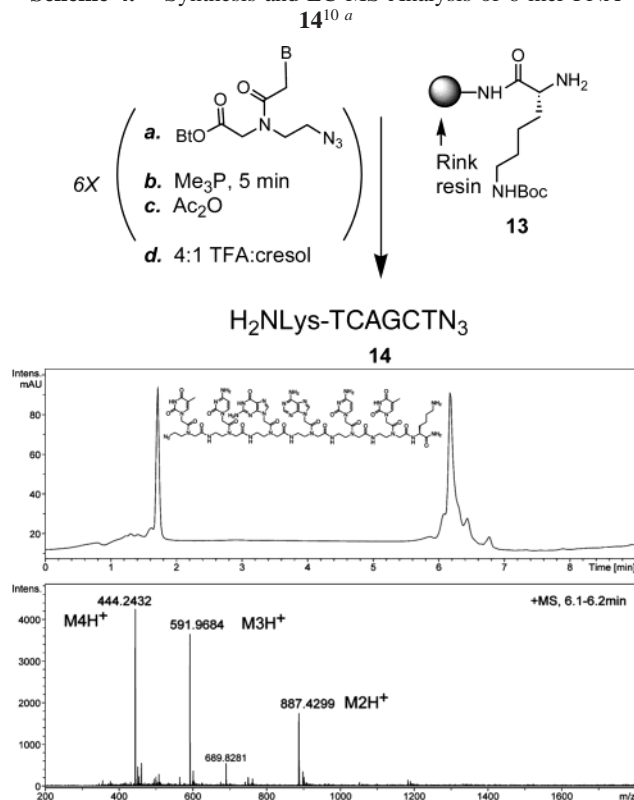 Scheme 4. Synthesis and LC-MS Analysis of 6-mer RNA
14¹⁰ ᵃ
B
O
O
BtO
N
N₃
a.
b. Me₃P, 5 min
c. Ac₂O
d. 4:1 TFA:cresol
6X
O
NH
NH₂
Rink
resin
NHBoc
13
H₂NLys-TCAGCTN₃
14
Intens.
mAU
80
60
40
20
0 1 2 3 4 5 6 7 8 Time [min]
Intens.
+MS, 6.1-6.2min
4000
3000
2000
1000
0
M4H⁺
444.2432
591.9684 M3H⁺
689.8281
887.4299 M2H⁺
200 400 600 800 1000 1200 1400 1600 m/z